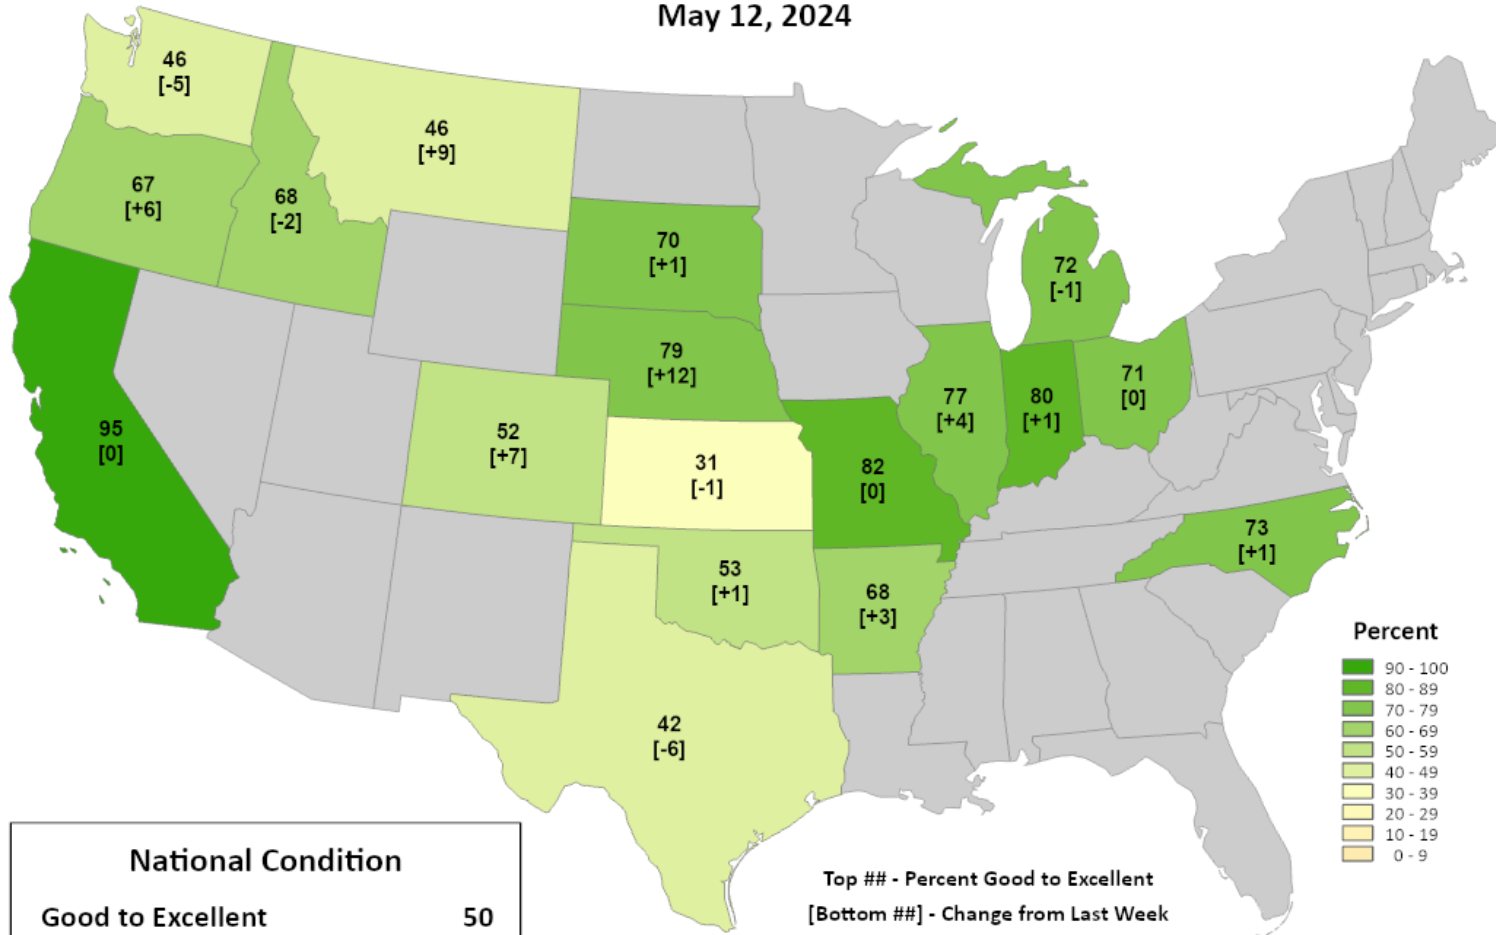 May 12, 2024
46
[-5]
46
[+9]
67
[+6]
68
[-2]
70
[+1]
72
[-1]
79
[+12]
71
[0]
77
[+4]
80
[+1]
95
[0]
52
[+7]
31
[-1]
82
[0]
73
[+1]
53
[+1]
68
[+3]
42
[-6]
Percent
90 - 100
80 - 89
70 - 79
60 - 69
50 - 59
40 - 49
30 - 39
20 - 29
10 - 19
0 - 9
National Condition
Good to Excellent 50
Top ## - Percent Good to Excellent
[Bottom ##] - Change from Last Week